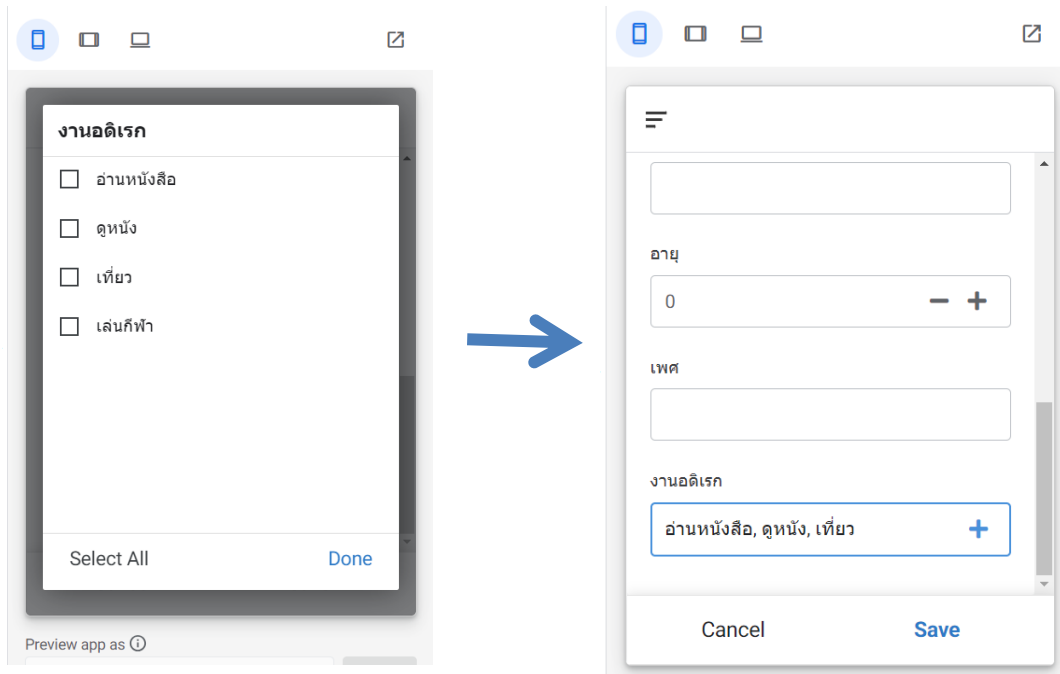 งานอดิเรก
อ่านหนังสือ
ดูหนัง
เที่ยว
เล่นกีฬา
Select All
Done
Preview app as
อายุ
0
เพศ
งานอดิเรก
อ่านหนังสือ, ดูหนัง, เที่ยว
Cancel
Save